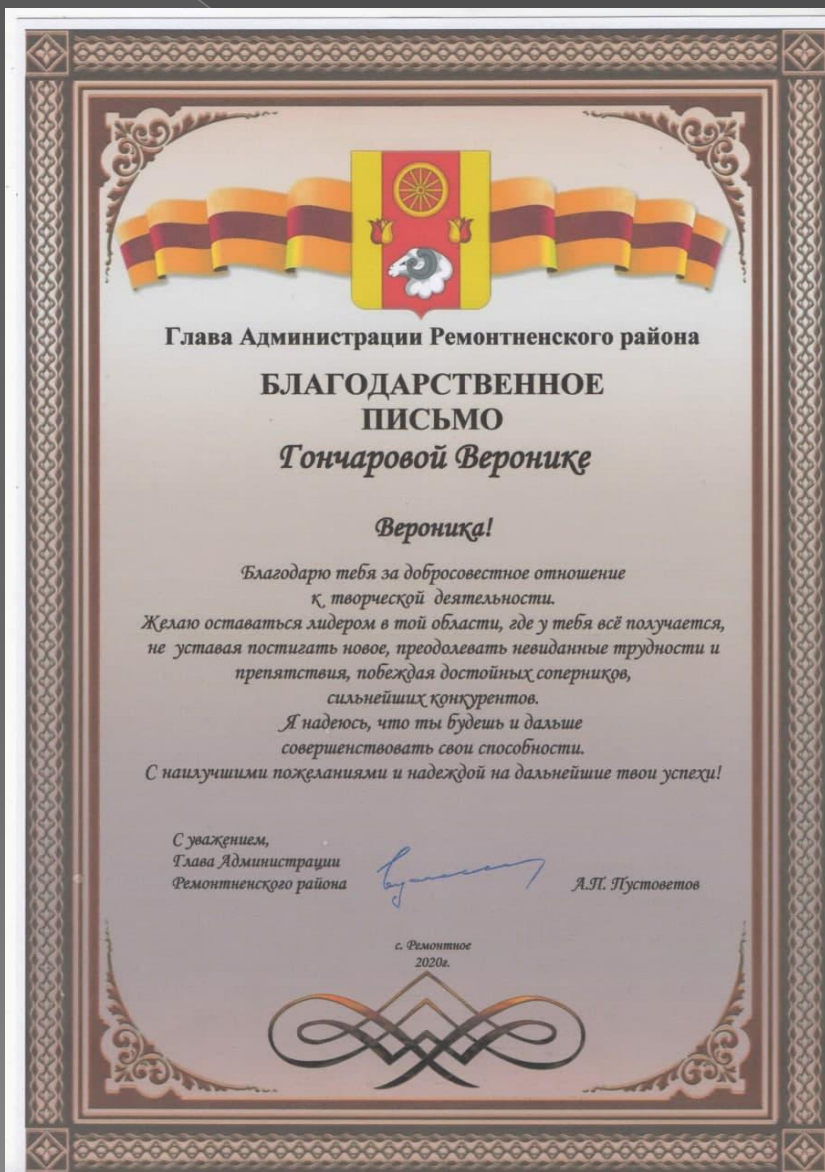 Глава Администрации Ремонтненского района
БЛАГОДАРСТВЕННОЕ
ПИСЬМО
Гончаровой Веронике
Вероника!
Благодарю тебя за добросовестное отношение
к творческой деятельности.
Желаю оставаться лидером в той области, где у тебя всё получается,
не уставая постигать новое, преодолевать невиданные трудности и
препятствия, побеждая достойных соперников,
сильнейших конкурентов.
Я надеюсь, что ты будешь и дальше
совершенствовать свои способности.
С наилучшими пожеланиями и надеждой на дальнейшие твои успехи!
С уважением,
Глава Администрации
Ремонтненского района А.П. Пустоветов
с. Ремонтное
2020г.